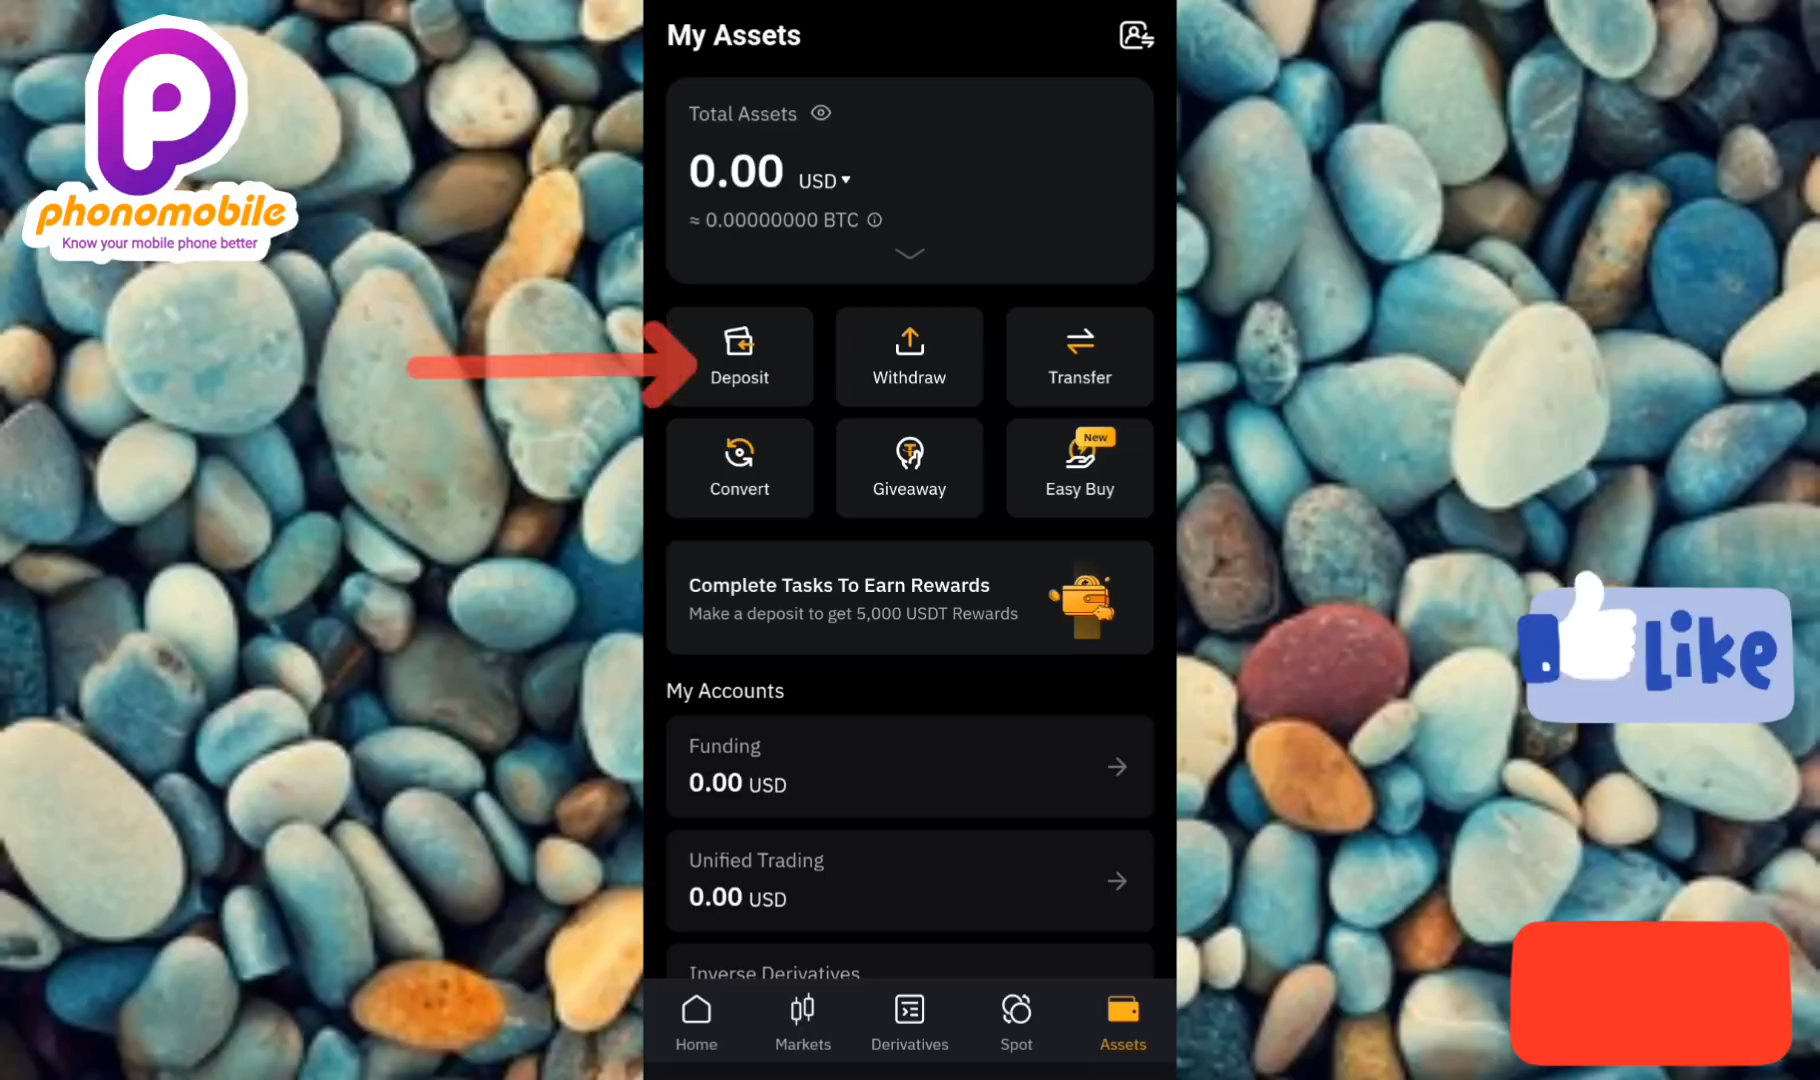 phonomobile
Know your mobile phone better
My Assets
Total Assets
0.00 USD
≈ 0.00000000 BTC
Deposit
Withdraw
Transfer
Convert
Giveaway
New
Easy Buy
Complete Tasks To Earn Rewards
Make a deposit to get 5,000 USDT Rewards
My Accounts
Funding
0.00 USD
Unified Trading
0.00 USD
Inverse Derivatives
Home
Markets
Derivatives
Spot
Assets
Like